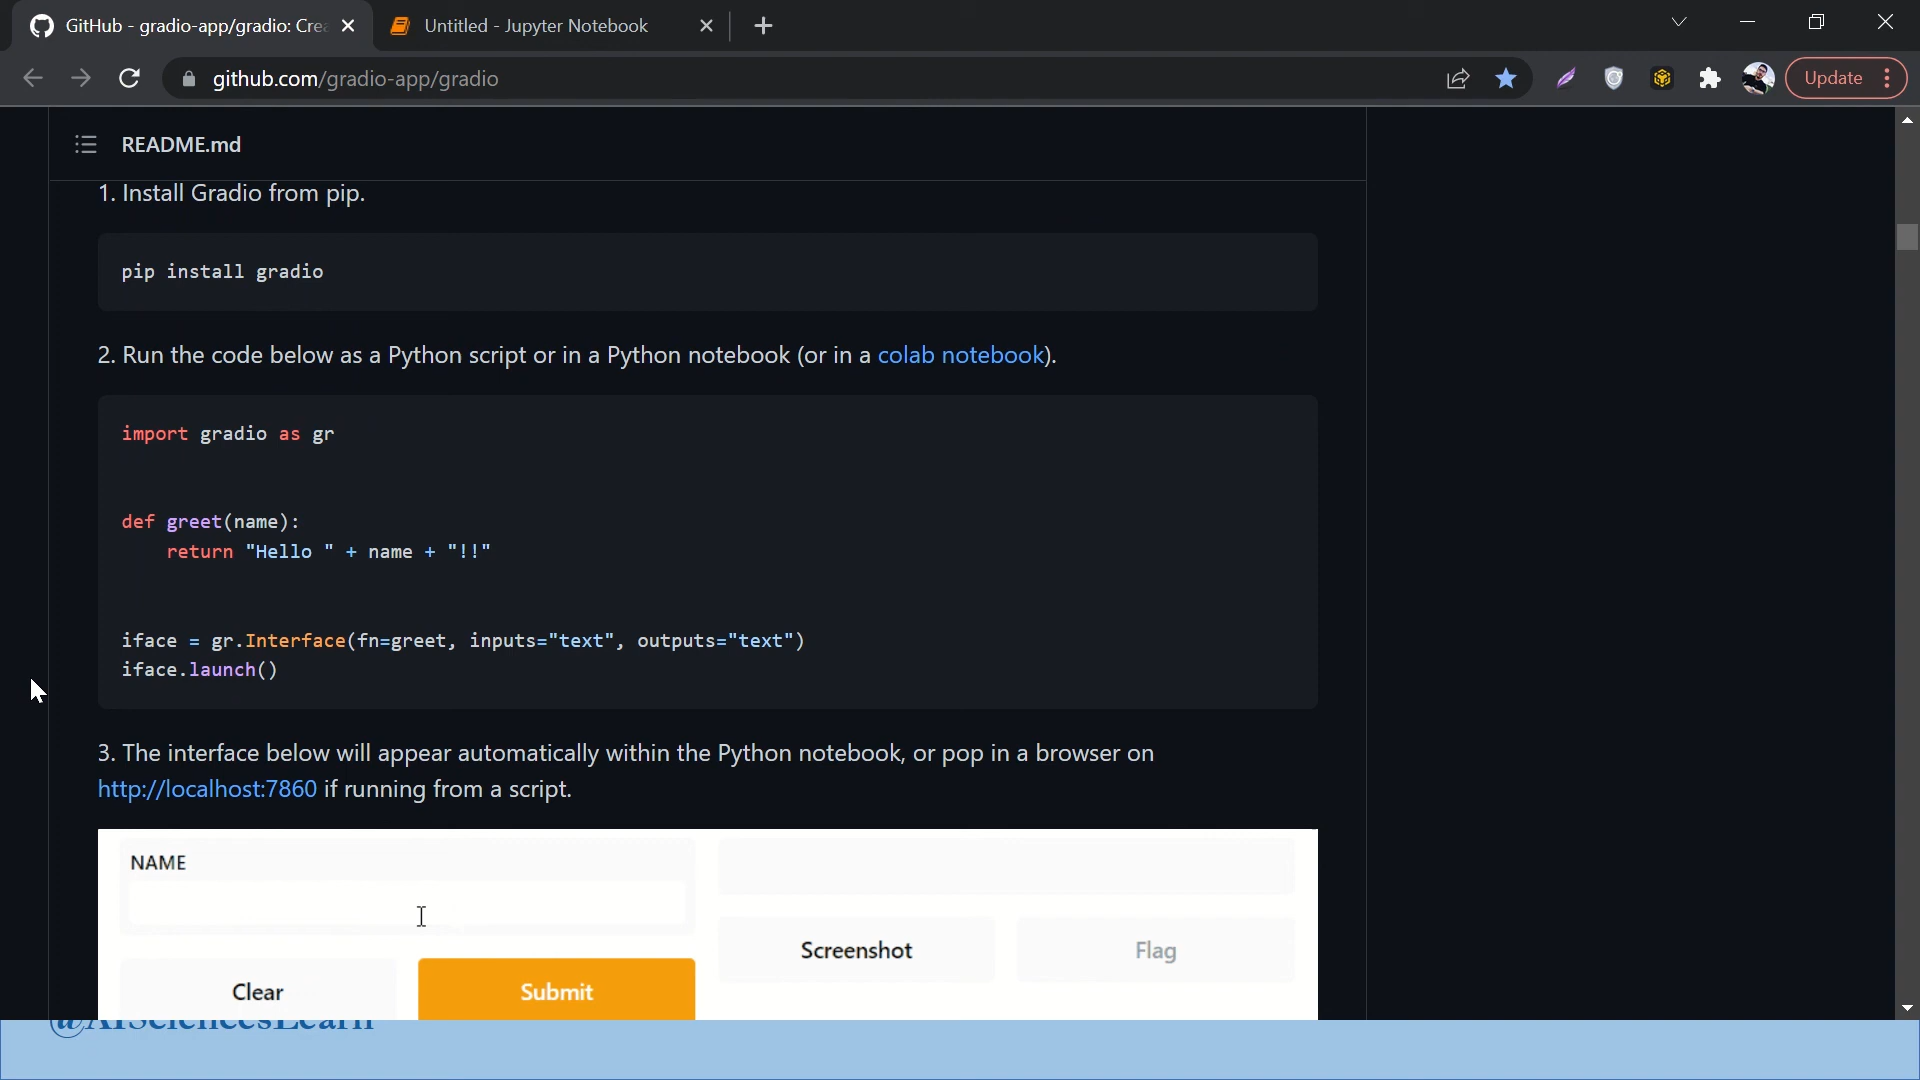 GitHub - gradio-app/gradio: Cre
Untitled - Jupyter Notebook
github.com/gradio-app/gradio
Update
README.md
1. Install Gradio from pip.
pip install gradio
2. Run the code below as a Python script or in a Python notebook (or in a colab notebook).
import gradio as gr
def greet(name):
return "Hello " + name + "!!"
iface = gr.Interface(fn=greet, inputs="text", outputs="text")
iface.launch()
3. The interface below will appear automatically within the Python notebook, or pop in a browser on
http://localhost:7860 if running from a script.
NAME
Screenshot
Flag
Clear
Submit
@AISciencesLearn